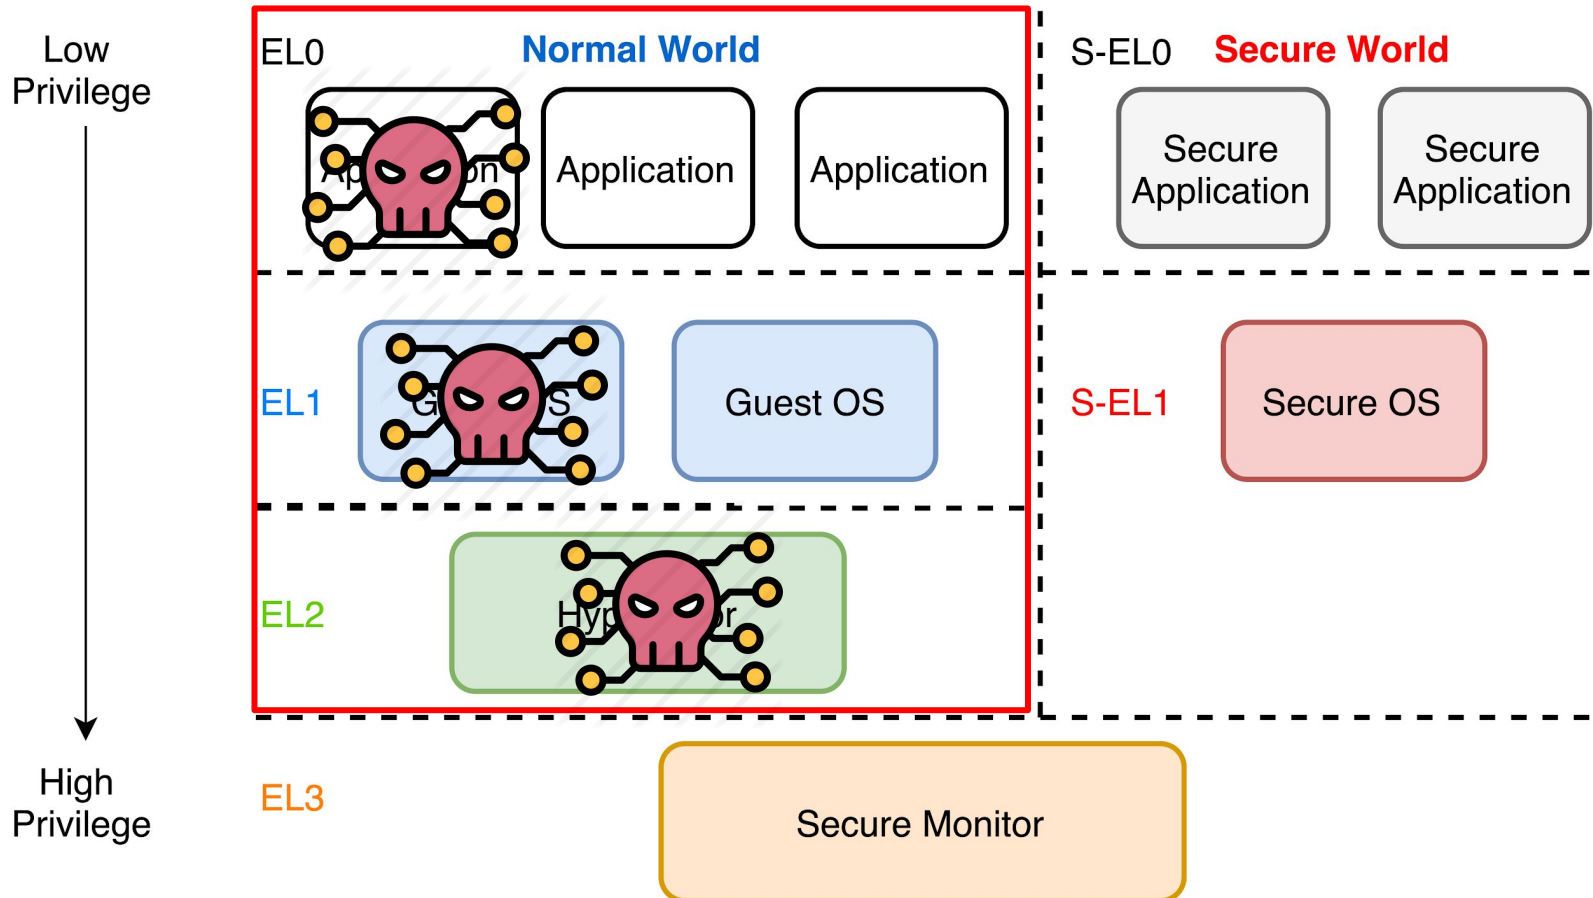 Low
Privilege
EL0
Normal World
S-EL0
Secure World
Application
Application
Secure
Application
Secure
Application
EL1
Guest OS
S-EL1
Secure OS
EL2
High
Privilege
EL3
Secure Monitor